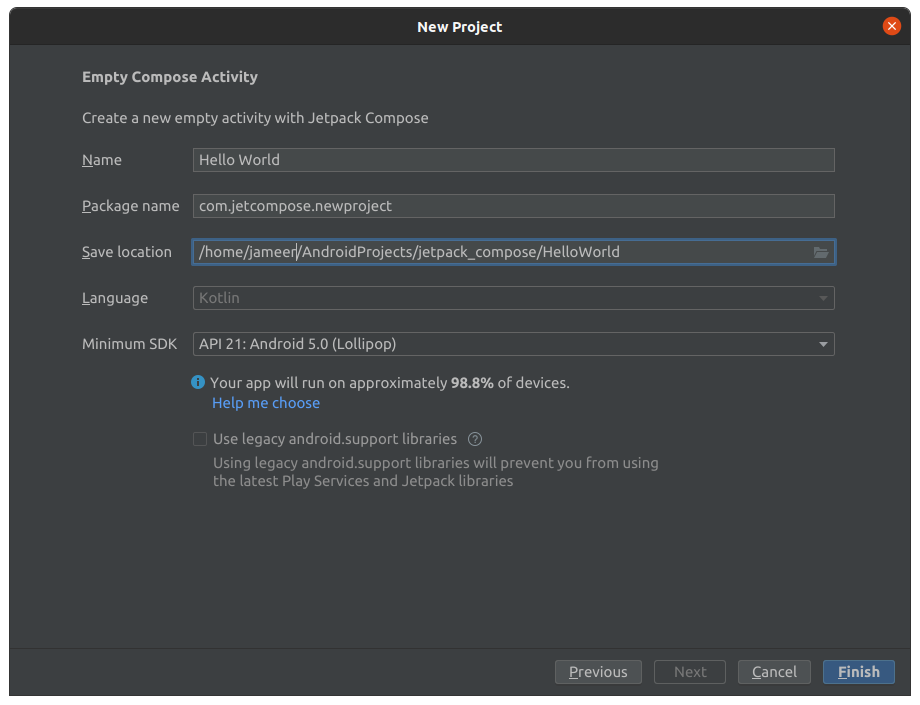 New Project
Empty Compose Activity
Create a new empty activity with Jetpack Compose
Name Hello World
Package name com.jetcompose.newproject
Save location /home/jameer/AndroidProjects/jetpack_compose/HelloWorld
Language Kotlin
Minimum SDK API 21: Android 5.0 (Lollipop)
Your app will run on approximately 98.8% of devices.
Help me choose
Use legacy android.support libraries ?
Using legacy android.support libraries will prevent you from using
the latest Play Services and Jetpack libraries
Previous Next Cancel Finish